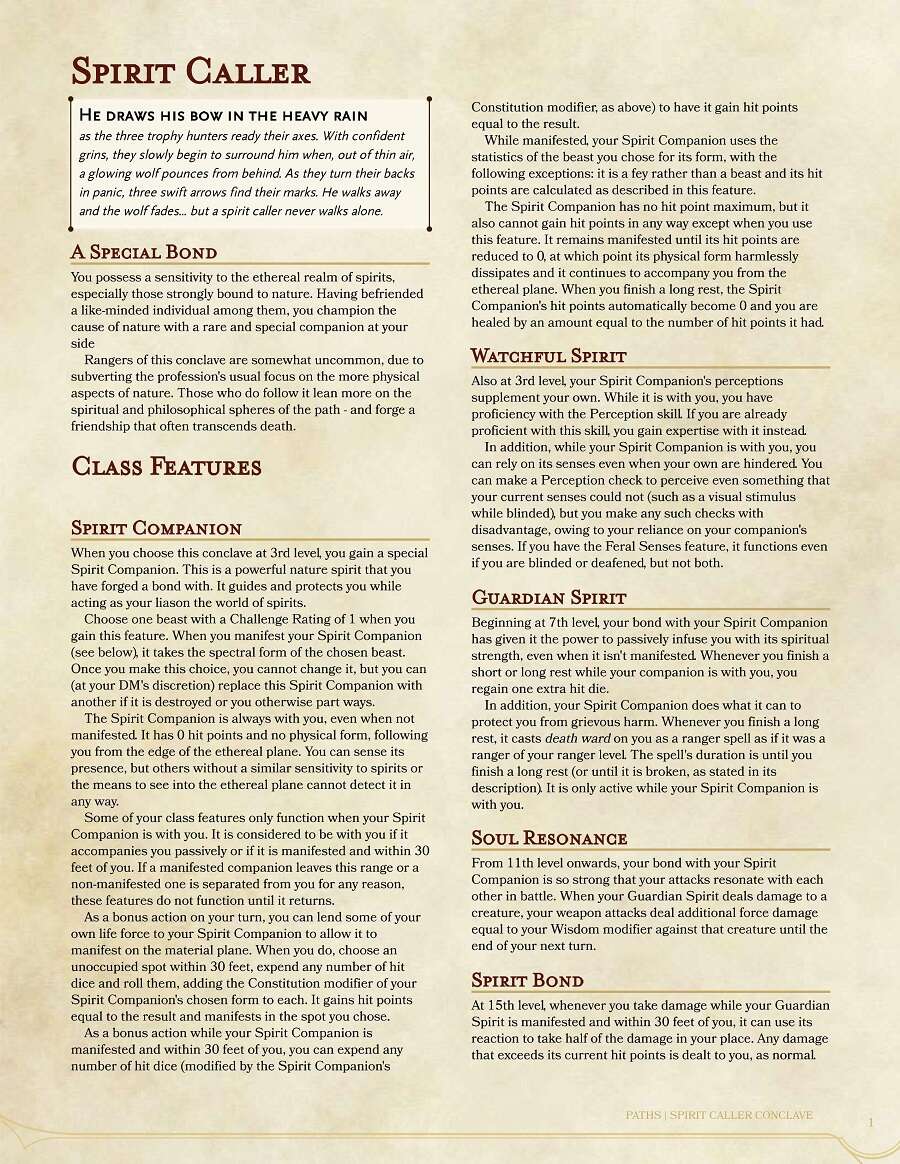 Spirit Caller
He draws his bow in the heavy rain
as the three trophy hunters ready their axes. With confident
grins, they slowly begin to surround him when, out of thin air,
a glowing wolf pounces from behind. As they turn their backs
in panic, three swift arrows find their marks. He walks away
and the wolf fades... but a spirit caller never walks alone.
A Special Bond
You possess a sensitivity to the ethereal realm of spirits,
especially those strongly bound to nature. Having befriended
a like-minded individual among them, you champion the
cause of nature with a rare and special companion at your
side
Rangers of this conclave are somewhat uncommon, due to
subverting the profession's usual focus on the more physical
aspects of nature. Those who do follow it lean more on the
spiritual and philosophical spheres of the path - and forge a
friendship that often transcends death.
Class Features
Spirit Companion
When you choose this conclave at 3rd level, you gain a special
Spirit Companion. This is a powerful nature spirit that you
have forged a bond with. It guides and protects you while
acting as your liason the world of spirits.
Choose one beast with a Challenge Rating of 1 when you
gain this feature. When you manifest your Spirit Companion
(see below), it takes the spectral form of the chosen beast.
Once you make this choice, you cannot change it, but you can
(at your DM's discretion) replace this Spirit Companion with
another if it is destroyed or you otherwise part ways.
The Spirit Companion is always with you, even when not
manifested. It has 0 hit points and no physical form, following
you from the edge of the ethereal plane. You can sense its
presence, but others without a similar sensitivity to spirits or
the means to see into the ethereal plane cannot detect it in
any way.
Some of your class features only function when your Spirit
Companion is with you. It is considered to be with you if it
accompanies you passively or if it is manifested and within 30
feet of you. If a manifested companion leaves this range or a
non-manifested one is separated from you for any reason,
these features do not function until it returns.
As a bonus action on your turn, you can lend some of your
own life force to your Spirit Companion to allow it to
manifest on the material plane. When you do, choose an
unoccupied spot within 30 feet, expend any number of hit
dice and roll them, adding the Constitution modifier of your
Spirit Companion's chosen form to each. It gains hit points
equal to the result and manifests in the spot you chose.
As a bonus action while your Spirit Companion is
manifested and within 30 feet of you, you can expend any
number of hit dice (modified by the Spirit Companion's
Constitution modifier, as above) to have it gain hit points
equal to the result.
While manifested, your Spirit Companion uses the
statistics of the beast you chose for its form, with the
following exceptions: it is a fey rather than a beast and its hit
points are calculated as described in this feature.
The Spirit Companion has no hit point maximum, but it
also cannot gain hit points in any way except when you use
this feature. It remains manifested until its hit points are
reduced to 0, at which point its physical form harmlessly
dissipates and it continues to accompany you from the
ethereal plane. When you finish a long rest, the Spirit
Companion's hit points automatically become 0 and you are
healed by an amount equal to the number of hit points it had.
Watchful Spirit
Also at 3rd level, your Spirit Companion's perceptions
supplement your own. While it is with you, you have
proficiency with the Perception skill. If you are already
proficient with this skill, you gain expertise with it instead.
In addition, while your Spirit Companion is with you, you
can rely on its senses even when your own are hindered. You
can make a Perception check to perceive even something that
your current senses could not (such as a visual stimulus
while blinded), but you make any such checks with
disadvantage, owing to your reliance on your companion's
senses. If you have the Feral Senses feature, it functions even
if you are blinded or deafened, but not both.
Guardian Spirit
Beginning at 7th level, your bond with your Spirit Companion
has given it the power to passively infuse you with its spiritual
strength, even when it isn't manifested. Whenever you finish a
short or long rest while your companion is with you, you
regain one extra hit die.
In addition, your Spirit Companion does what it can to
protect you from grievous harm. Whenever you finish a long
rest, it casts death ward on you as a ranger spell as if it was a
ranger of your ranger level. The spell's duration is until you
finish a long rest (or until it is broken, as stated in its
description). It is only active while your Spirit Companion is
with you.
Soul Resonance
From 11th level onwards, your bond with your Spirit
Companion is so strong that your attacks resonate with each
other in battle. When your Guardian Spirit deals damage to a
creature, your weapon attacks deal additional force damage
equal to your Wisdom modifier against that creature until the
end of your next turn.
Spirit Bond
At 15th level, whenever you take damage while your Guardian
Spirit is manifested and within 30 feet of you, it can use its
reaction to take half of the damage in your place. Any damage
that exceeds its current hit points is dealt to you, as normal.
PATHS | SPIRIT CALLER CONCLAVE
1